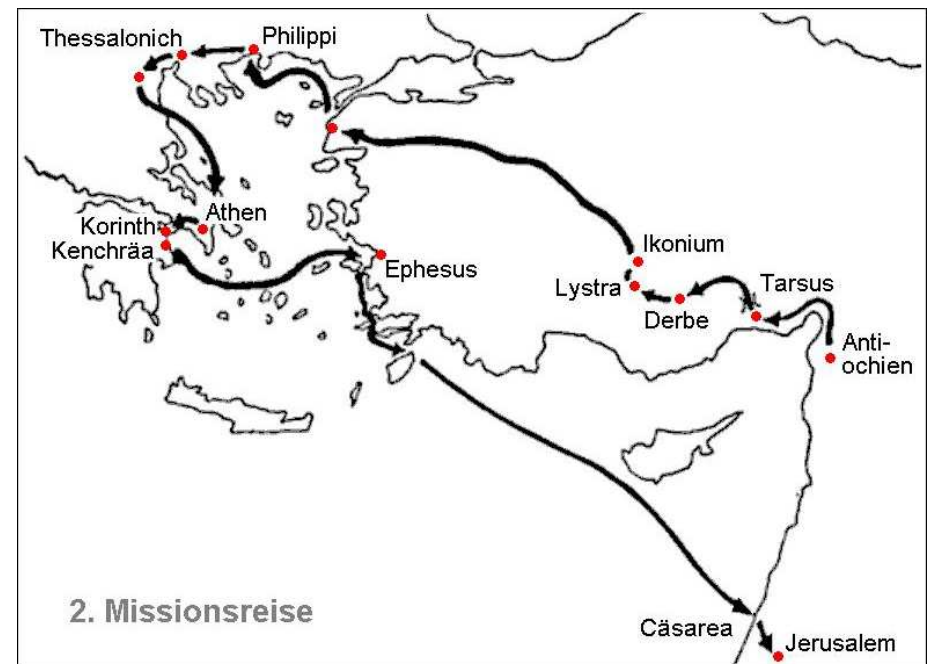 Thessalonich
Philippi
Athen
Korinth
Kenchräa
Ephesus
Ikonium
Lystra
Derbe
Tarsus
Anti-
ochien
2. Missionsreise
Cäsarea
Jerusalem